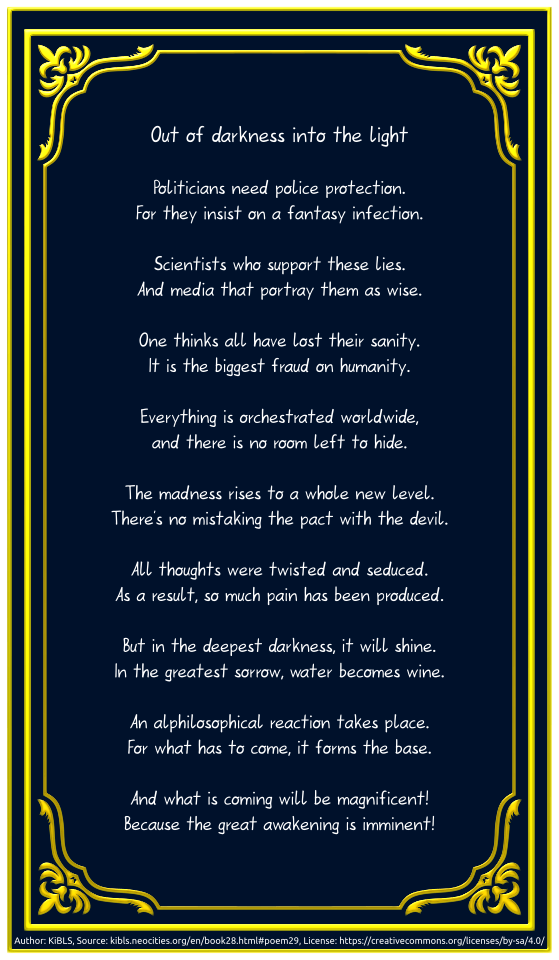 Out of darkness into the light
Politicians need police protection.
For they insist on a fantasy infection.
Scientists who support these lies.
And media that portray them as wise.
One thinks all have lost their sanity.
It is the biggest fraud on humanity.
Everything is orchestrated worldwide,
and there is no room left to hide.
The madness rises to a whole new level.
There's no mistaking the pact with the devil.
All thoughts were twisted and seduced.
As a result, so much pain has been produced.
But in the deepest darkness, it will shine.
In the greatest sorrow, water becomes wine.
An alphilosophical reaction takes place.
For what has to come, it forms the base.
And what is coming will be magnificent!
Because the great awakening is imminent!
Author: KiBLS, Source: kibls.neocities.org/en/book28.html#poem29, License: https://creativecommons.org/licenses/by-sa/4.0/